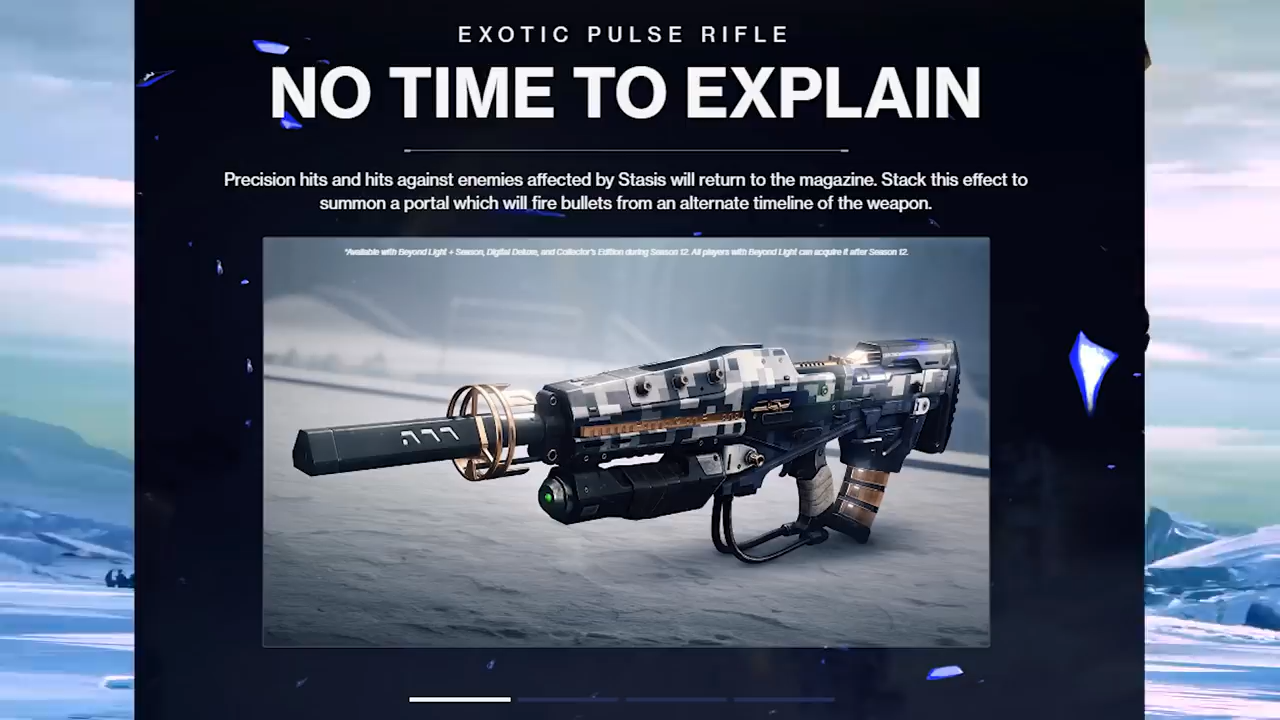 EXOTIC PULSE RIFLE
NO TIME TO EXPLAIN
Precision hits and hits against enemies affected by Stasis will return to the magazine. Stack this effect to
summon a portal which will fire bullets from an alternate timeline of the weapon.
*Available with Beyond Light + Season, Digital Deluxe, and Collector's Edition during Season 12. All players with Beyond Light can acquire it after Season 12.